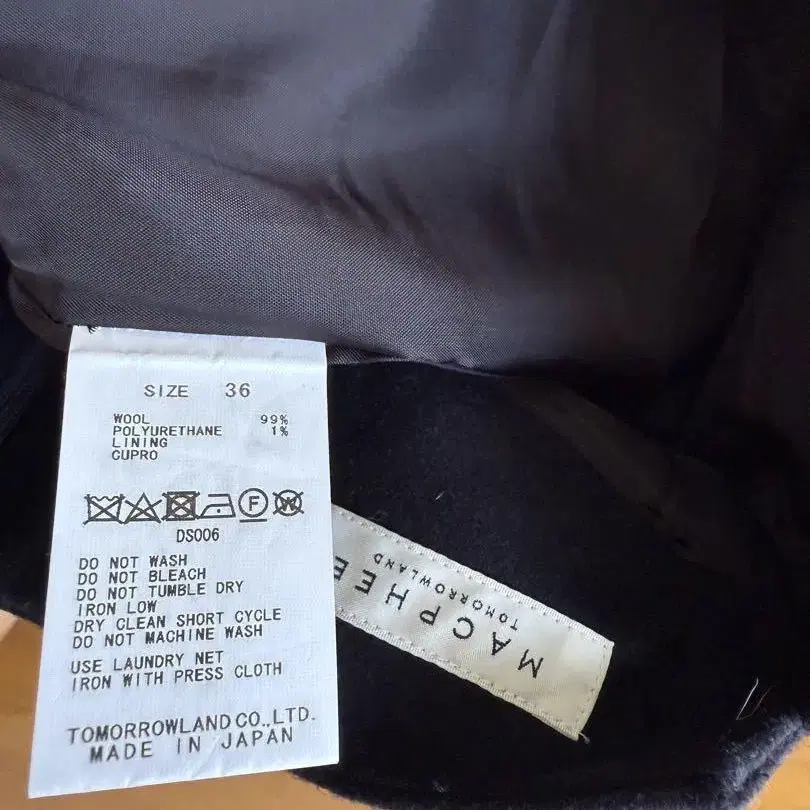 SIZE 36
WOOL 99%
POLYURETHANE 1%
LINING
CUPRO
F W
DS006
DO NOT WASH
DO NOT BLEACH
DO NOT TUMBLE DRY
IRON LOW
DRY CLEAN SHORT CYCLE
DO NOT MACHINE WASH
USE LAUNDRY NET
IRON WITH PRESS CLOTH
TOMORROWLAND CO.,LTD.
MADE IN JAPAN
MACPHEE
TOMORROWLAND